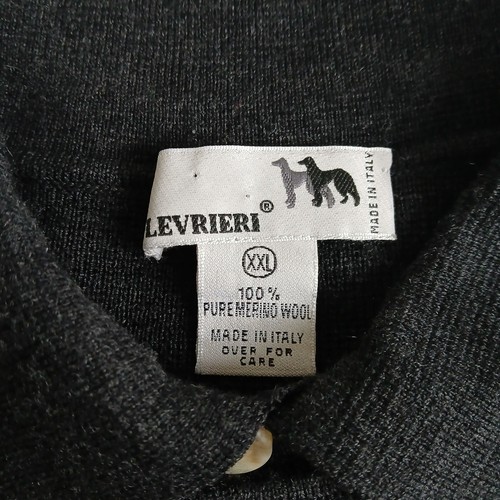 LEVRIERI®
MADE IN ITALY
XXL
100%
PURE MERINO WOOL
MADE IN ITALY
OVER FOR
CARE